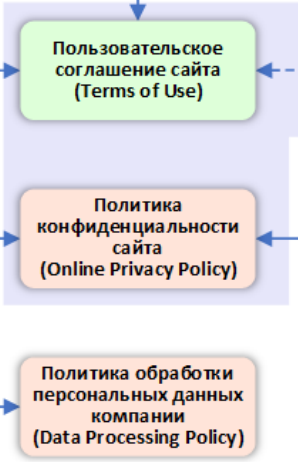 Пользовательское
соглашение сайта
(Terms of Use)
Политика
конфиденциальности
сайта
(Online Privacy Policy)
Политика обработки
персональных данных
компании
(Data Processing Policy)